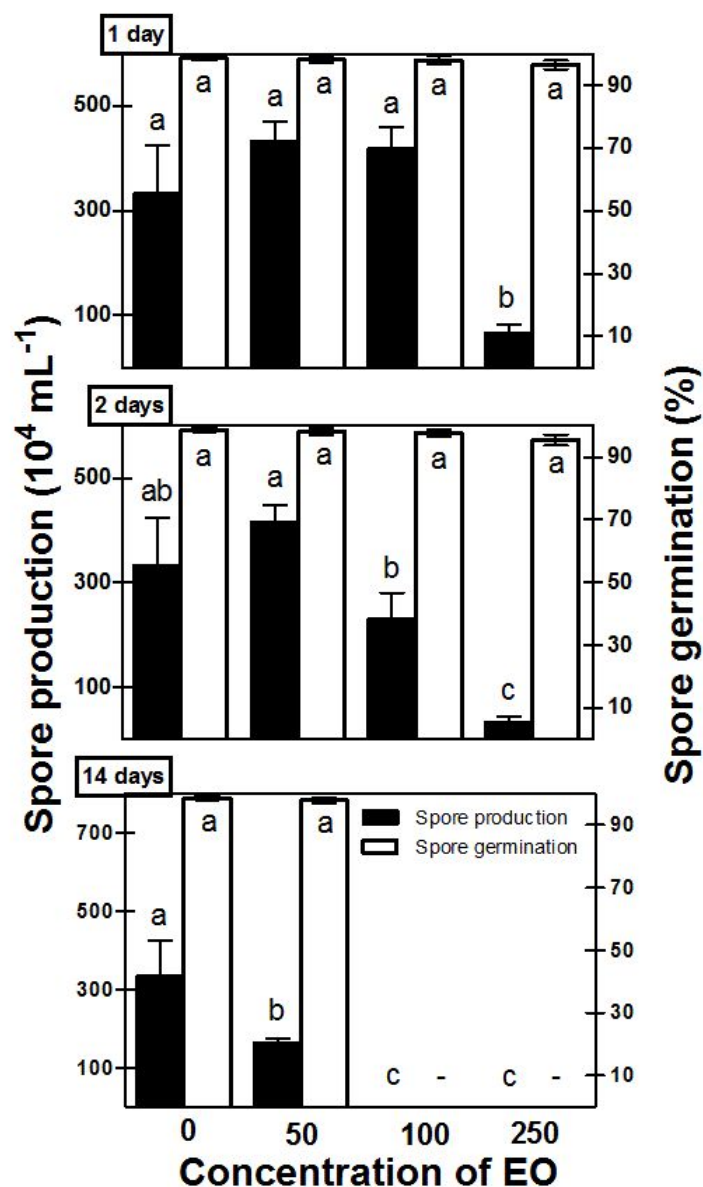 1 day
500
300
100
90
70
50
30
10
a a a a a a b a
2 days
500
300
100
90
70
50
30
10
ab a a a b a c a
14 days
700
500
300
100
90
70
50
30
10
a a b a c - c -
Spore production
Spore germination
0 50 100 250
Concentration of EO
Spore production (10⁴ mL⁻¹)
Spore germination (%)